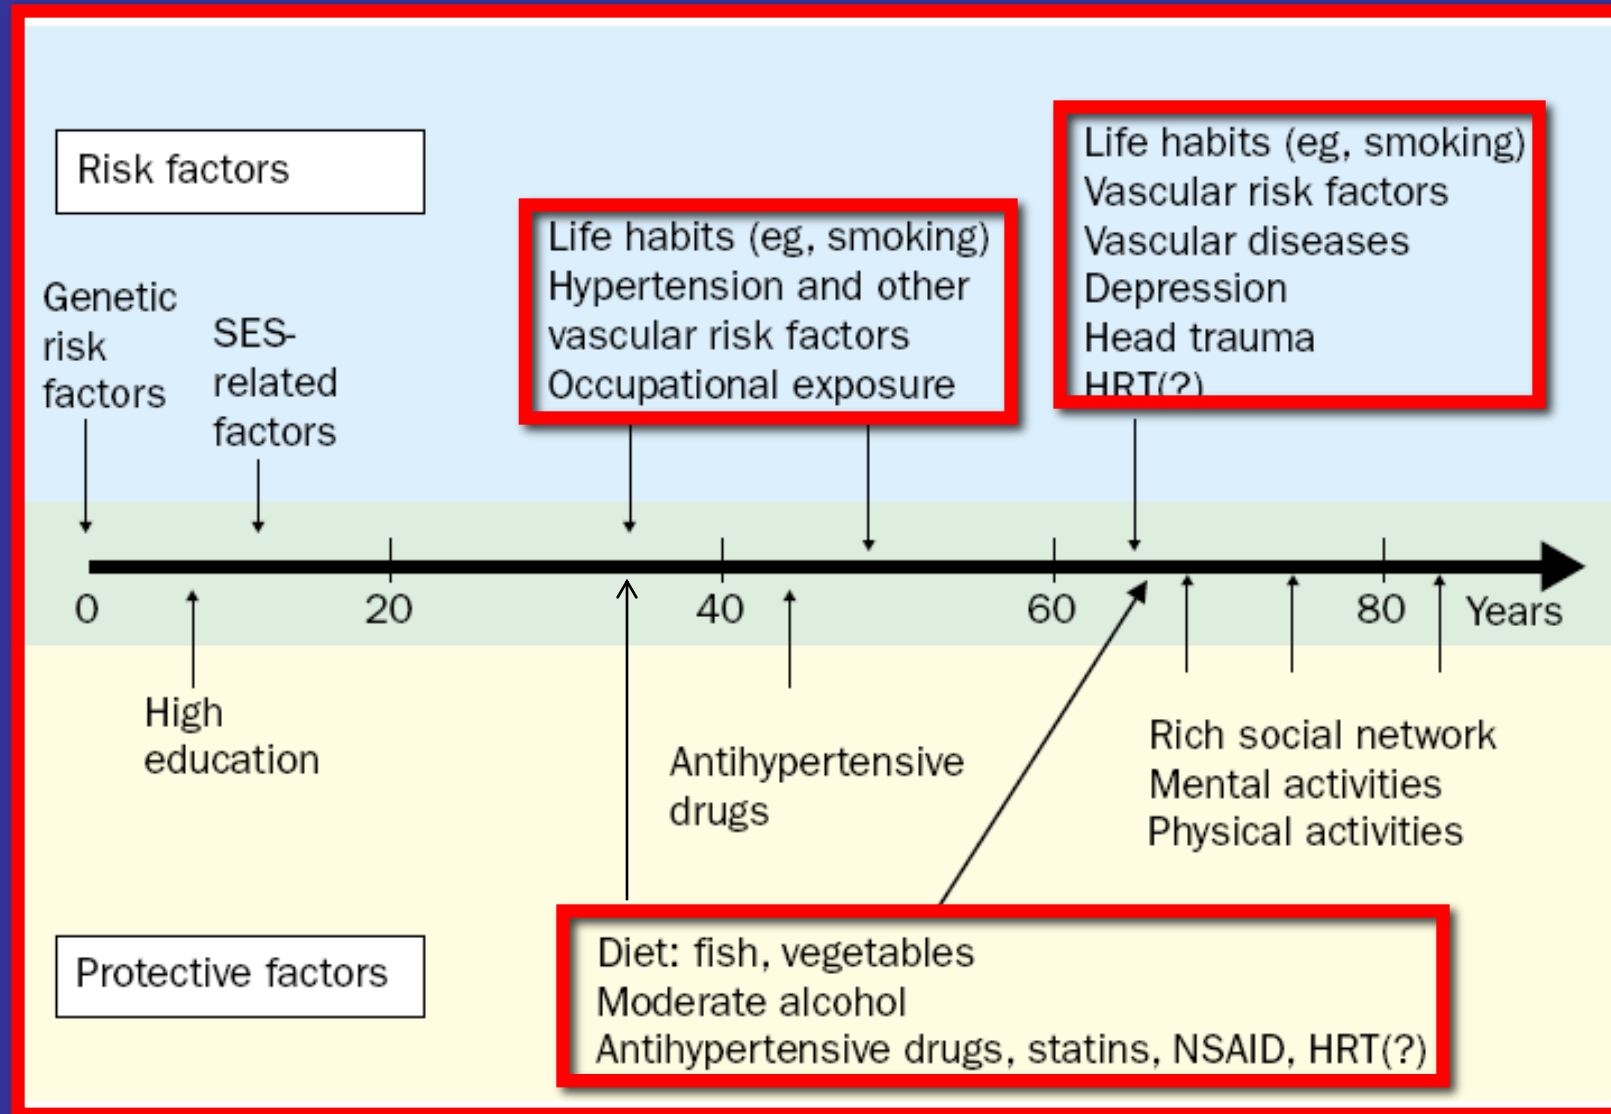 Risk factors
Genetic
risk
factors
SES-
related
factors
Life habits (eg, smoking)
Hypertension and other
vascular risk factors
Occupational exposure
Life habits (eg, smoking)
Vascular risk factors
Vascular diseases
Depression
Head trauma
HRT(?)
0 20 40 60 80 Years
High
education
Antihypertensive
drugs
Rich social network
Mental activities
Physical activities
Protective factors
Diet: fish, vegetables
Moderate alcohol
Antihypertensive drugs, statins, NSAID, HRT(?)